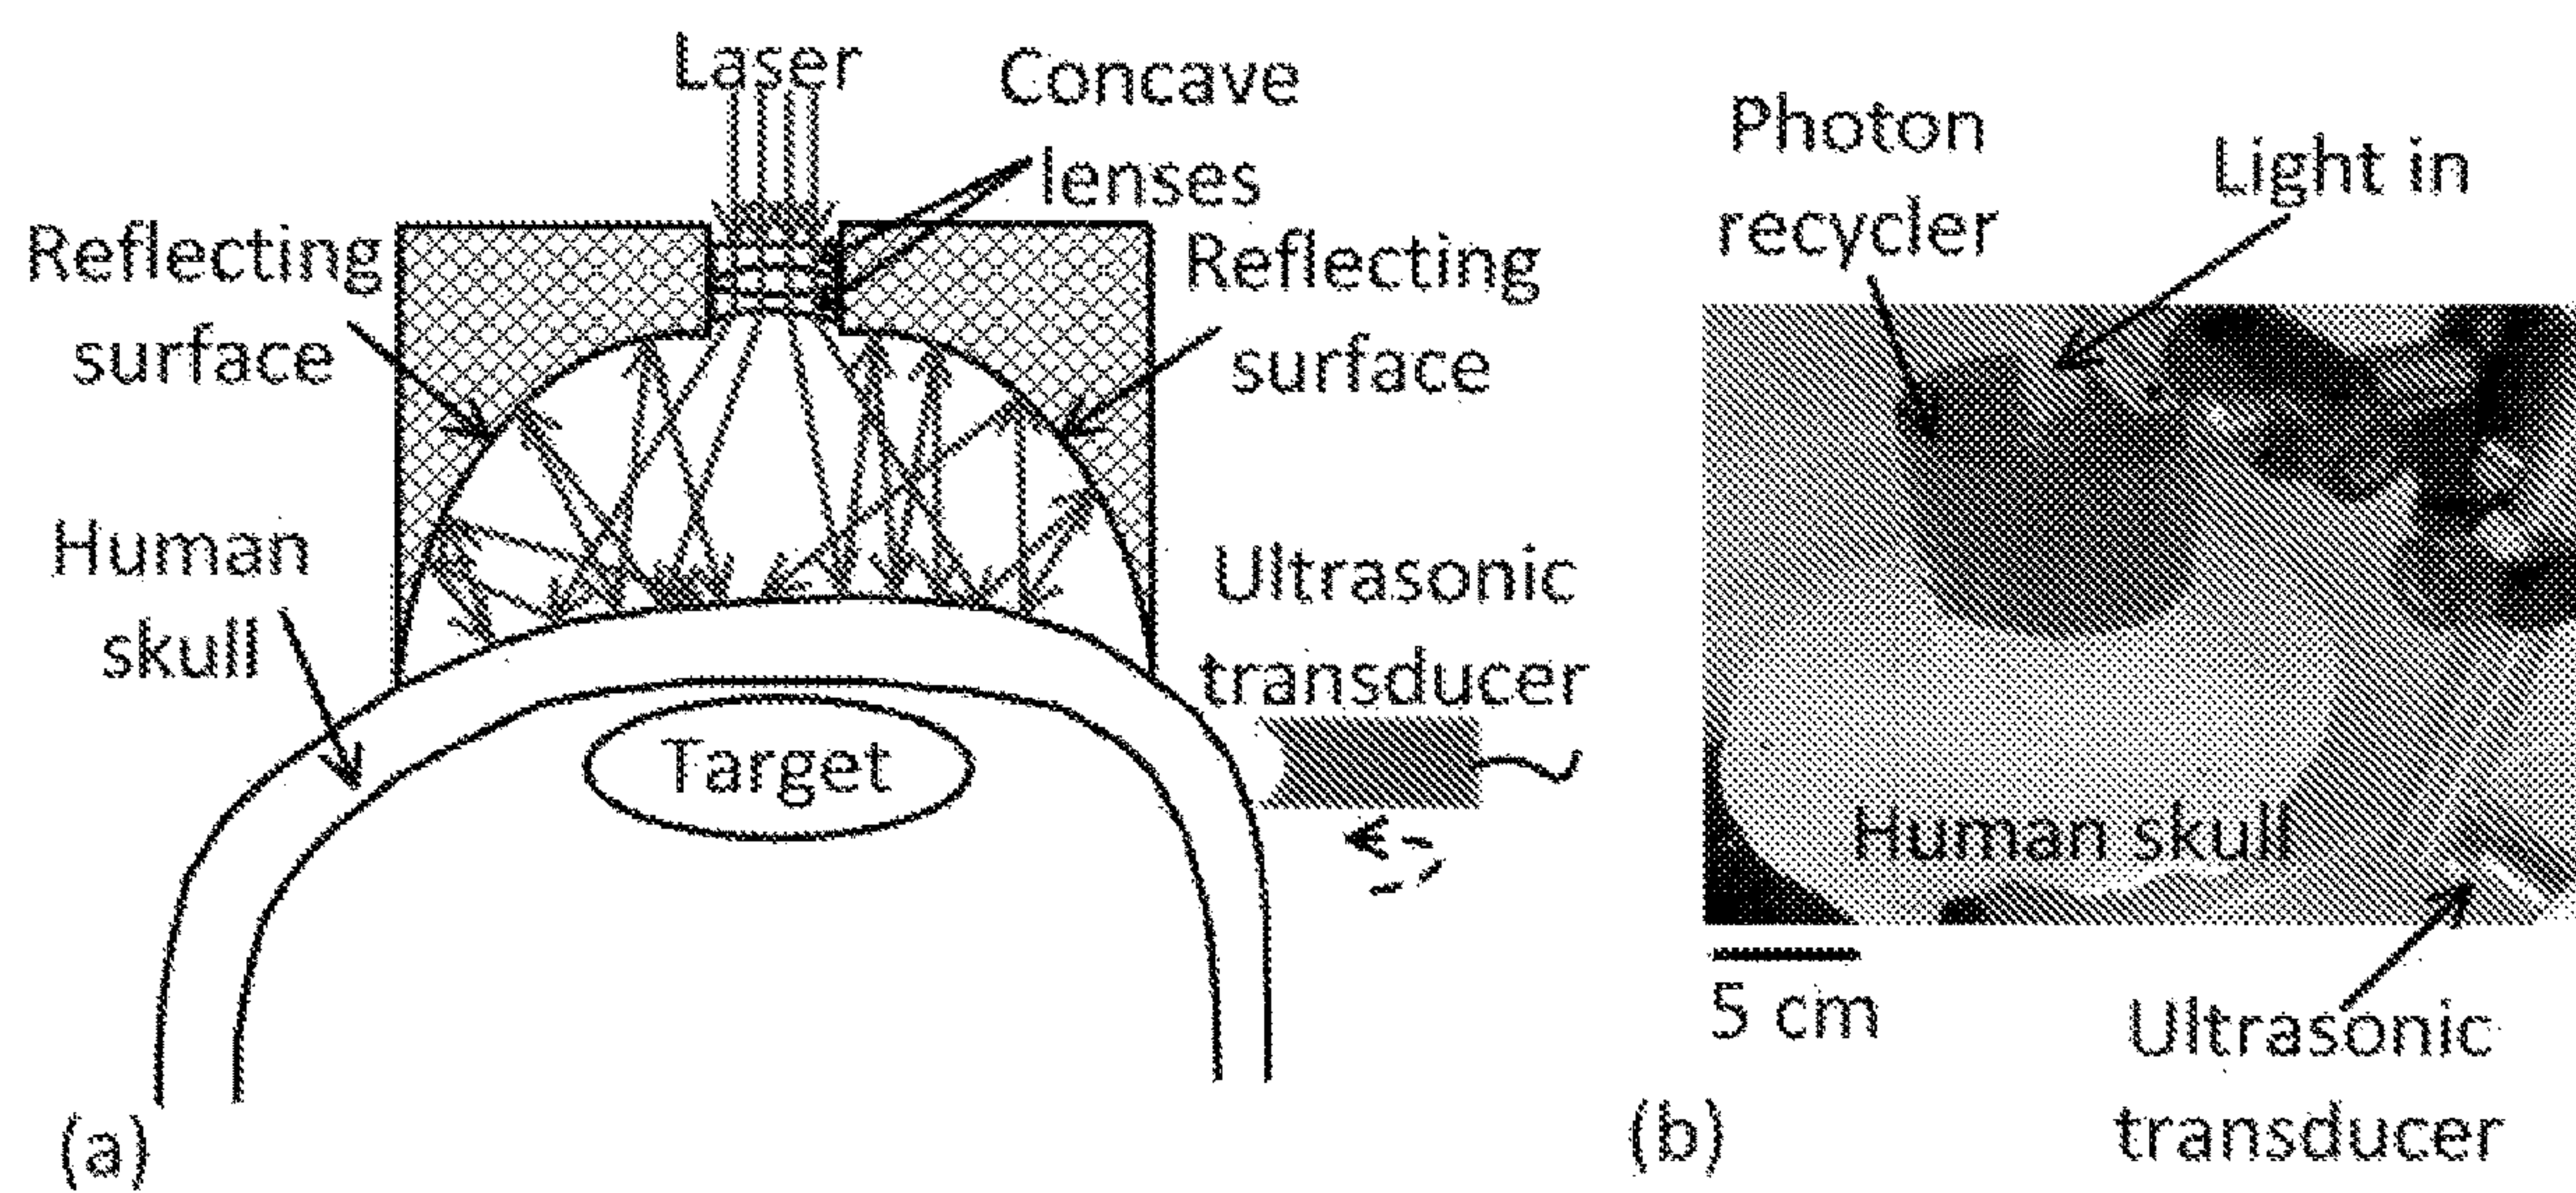 Laser
Concave
lenses
Reflecting
surface
Reflecting
surface
Human
skull
Ultrasonic
transducer
Target
(a)
Photon
recycler
Light in
Human skull
5 cm
Ultrasonic
transducer
(b)